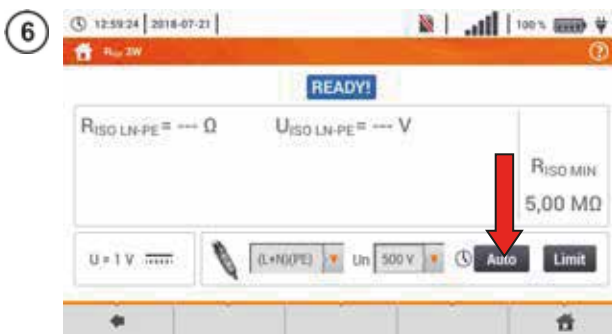 6
12:59:24 2018-07-21 100 %
RISO 2W
READY!
RISO LN-PE= --- Ω UISO LN-PE= --- V
RISO MIN
5,00 MΩ
U = 1 V (L+N)(PE) Un 500 V Auto Limit